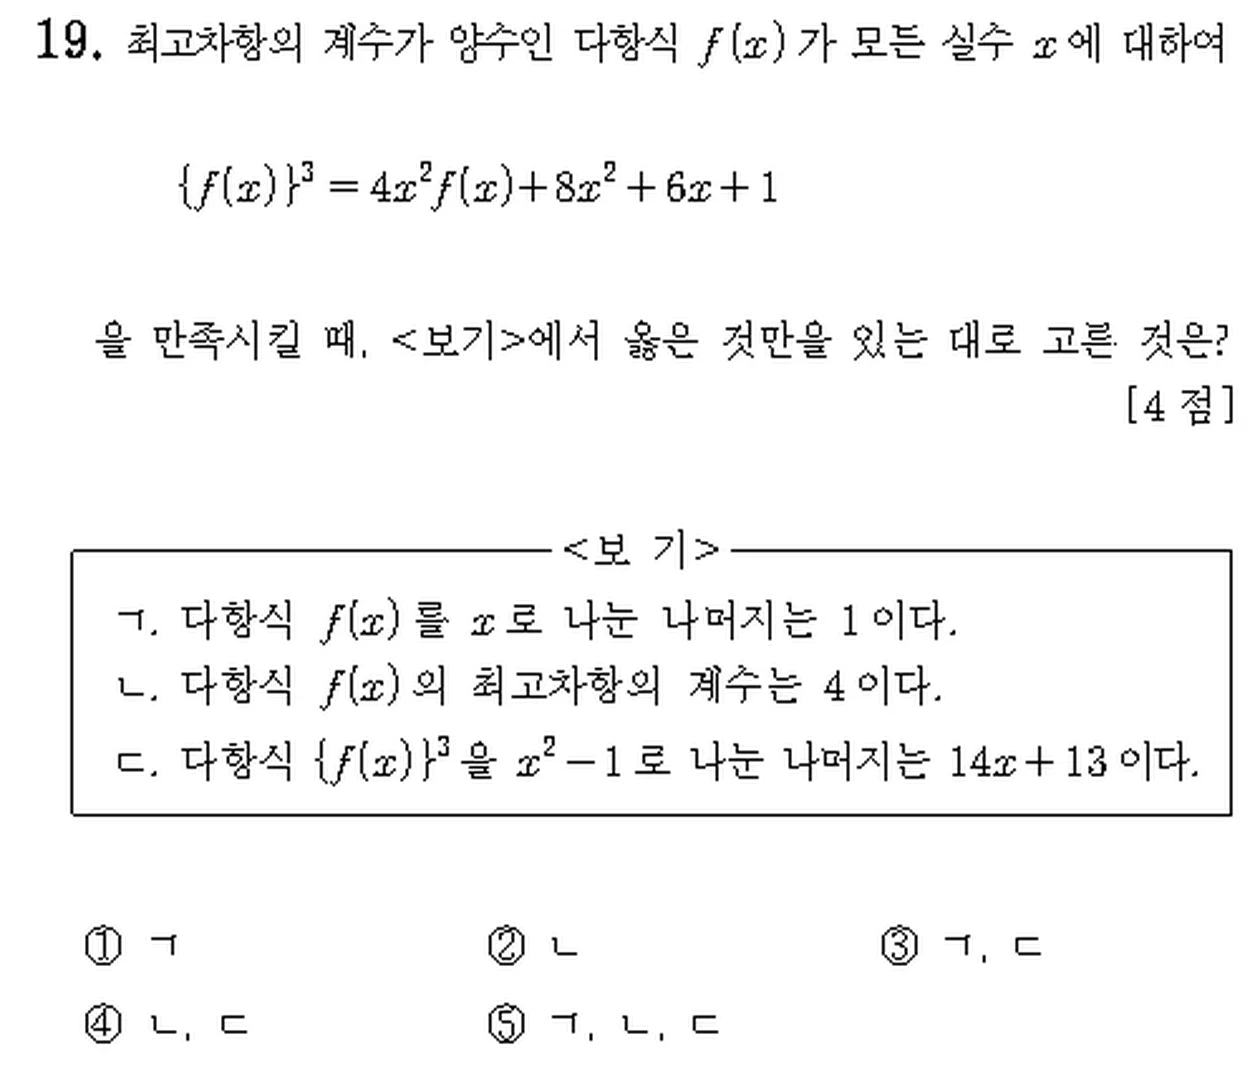 19. 최고차항의 계수가 양수인 다항식 f(x)가 모든 실수 x에 대하여
{f(x)}³ = 4x²f(x)+8x²+6x+1
을 만족시킬 때, <보기>에서 옳은 것만을 있는 대로 고른 것은?
[4 점]
<보 기>
ㄱ. 다항식 f(x)를 x로 나눈 나머지는 1이다.
ㄴ. 다항식 f(x)의 최고차항의 계수는 4이다.
ㄷ. 다항식 {f(x)}³을 x²-1로 나눈 나머지는 14x+13이다.
① ㄱ ② ㄴ ③ ㄱ, ㄷ
④ ㄴ, ㄷ ⑤ ㄱ, ㄴ, ㄷ